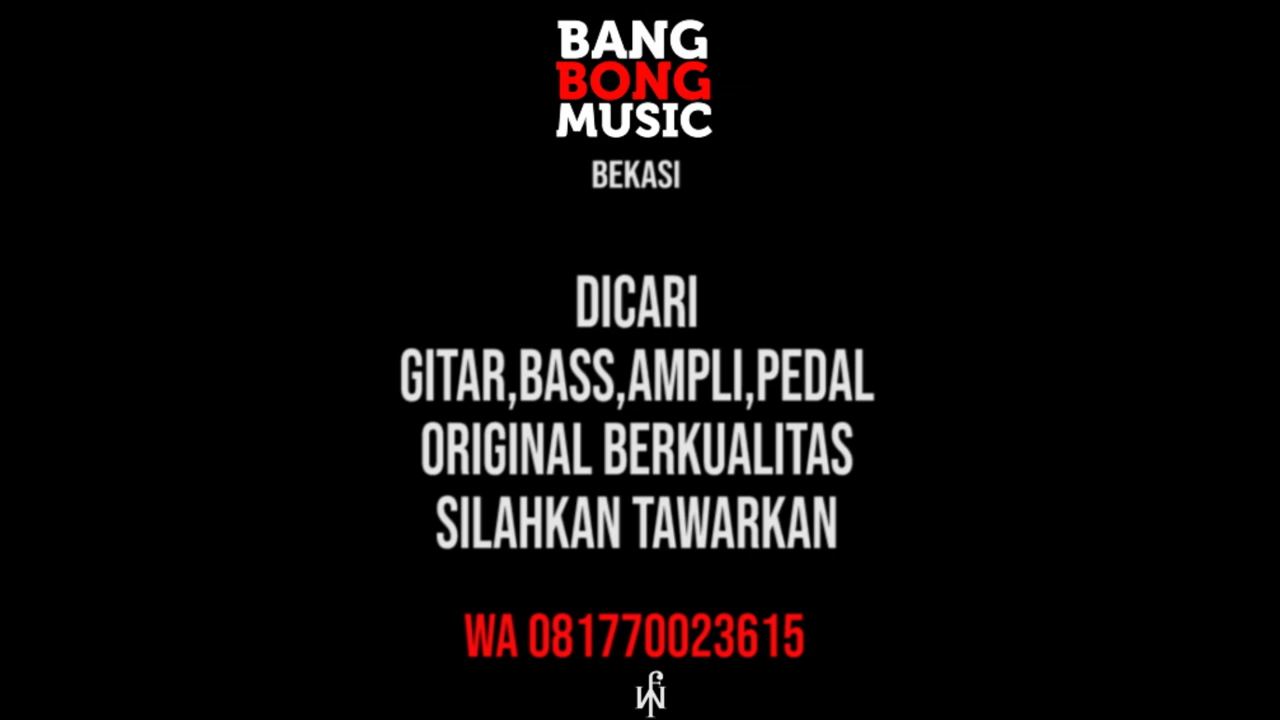 BANG
BONG
MUSIC
BEKASI
DICARI
GITAR,BASS,AMPLI,PEDAL
ORIGINAL BERKUALITAS
SILAHKAN TAWARKAN
WA 081770023615